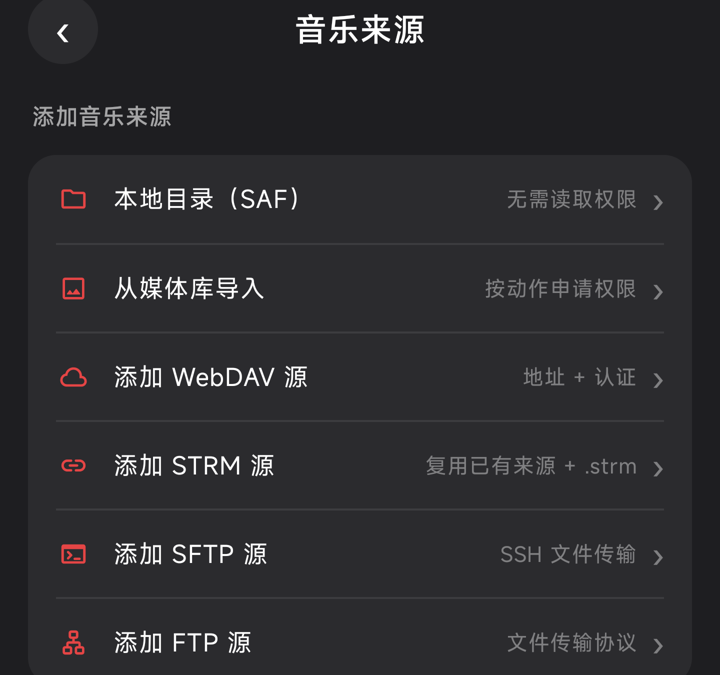 音乐来源
添加音乐来源
本地目录（SAF） 无需读取权限
从媒体库导入 按动作申请权限
添加 WebDAV 源 地址 + 认证
添加 STRM 源 复用已有来源 + .strm
添加 SFTP 源 SSH 文件传输
添加 FTP 源 文件传输协议